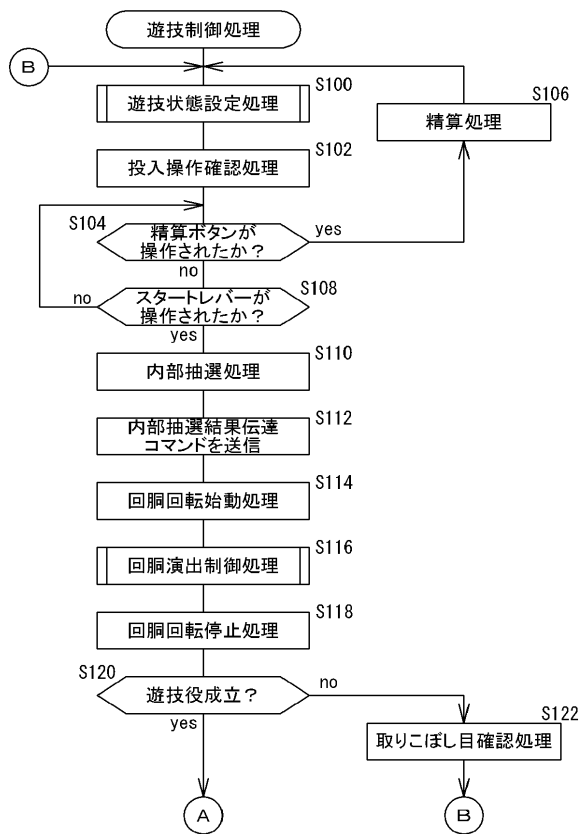 遊技制御処理
B
S100
遊技状態設定処理
S106
精算処理
S102
投入操作確認処理
S104
精算ボタンが
操作されたか？
yes
no
S108
スタートレバーが
操作されたか？
no
yes
S110
内部抽選処理
S112
内部抽選結果伝達
コマンドを送信
S114
回胴回転始動処理
S116
回胴演出制御処理
S118
回胴回転停止処理
S120
遊技役成立？
no
yes
S122
取りこぼし目確認処理
A
B